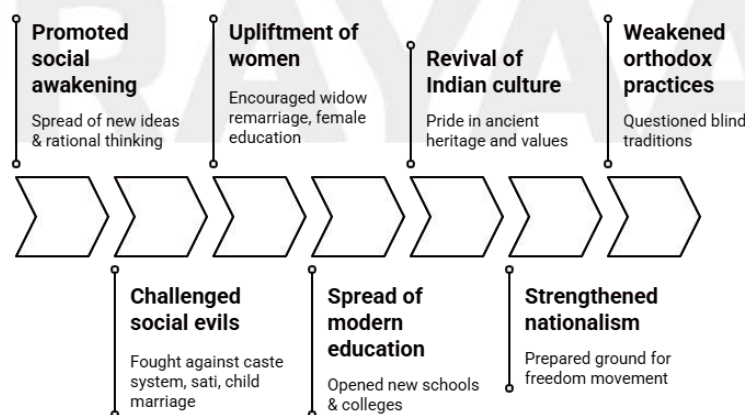 Promoted
social
awakening
Spread of new ideas
& rational thinking
Challenged
social evils
Fought against caste
system, sati, child
marriage
Upliftment of
women
Encouraged widow
remarriage, female
education
Spread of
modern
education
Opened new schools
& colleges
Revival of
Indian culture
Pride in ancient
heritage and values
Strengthened
nationalism
Prepared ground for
freedom movement
Weakened
orthodox
practices
Questioned blind
traditions